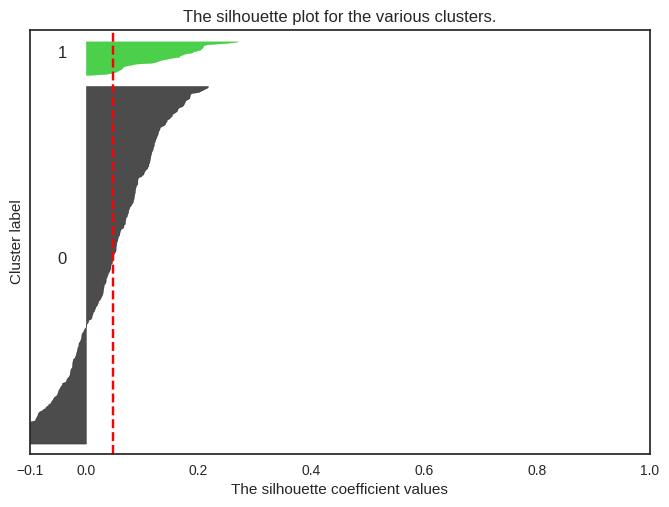 The silhouette plot for the various clusters.
1
0
Cluster label
−0.1 0.0 0.2 0.4 0.6 0.8 1.0
The silhouette coefficient values